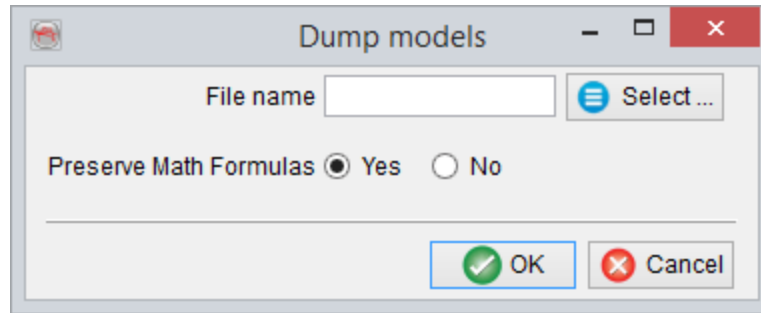 Dump models
File name Select ...
Preserve Math Formulas Yes No
OK Cancel